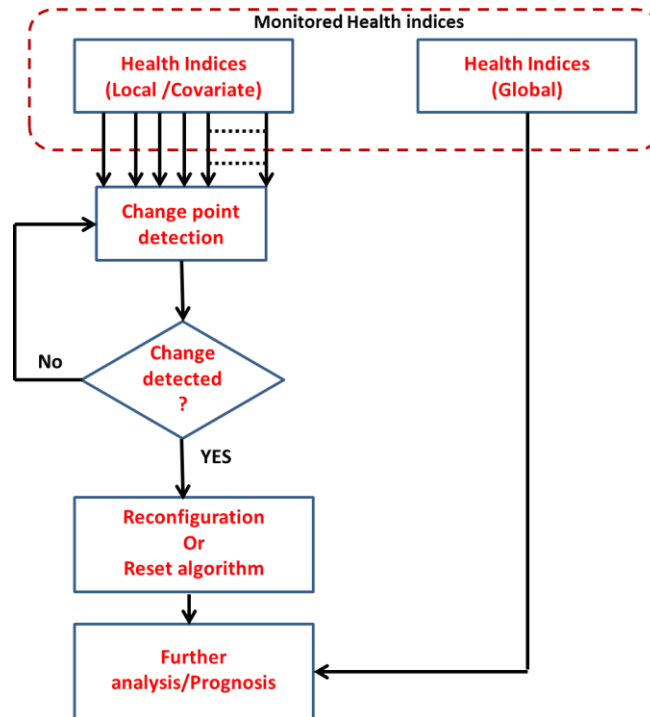 Monitored Health indices
Health Indices
(Local /Covariate)
Health Indices
(Global)
Change point
detection
No
Change
detected
?
YES
Reconfiguration
Or
Reset algorithm
Further
analysis/Prognosis